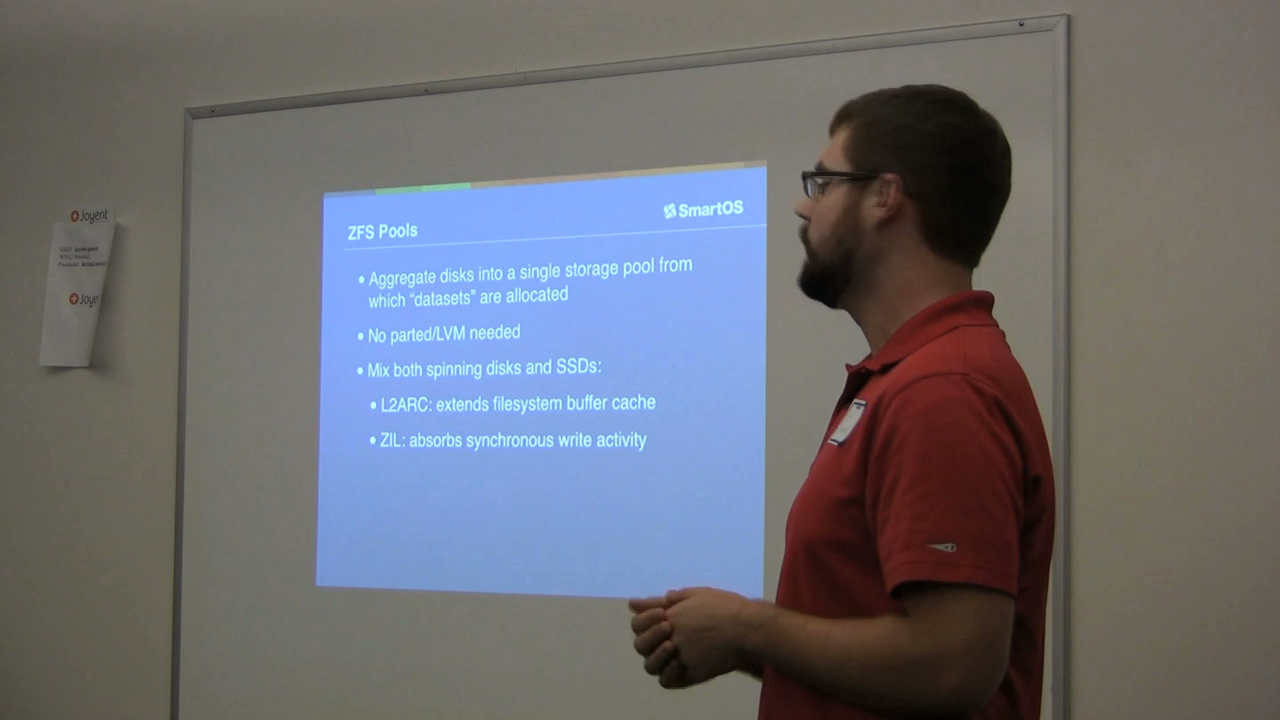 Joyent
Joye
SmartOS
ZFS Pools
• Aggregate disks into a single storage pool from
which "datasets" are allocated
• No parted/LVM needed
• Mix both spinning disks and SSDs:
• L2ARC: extends filesystem buffer cache
• ZIL: absorbs synchronous write activity